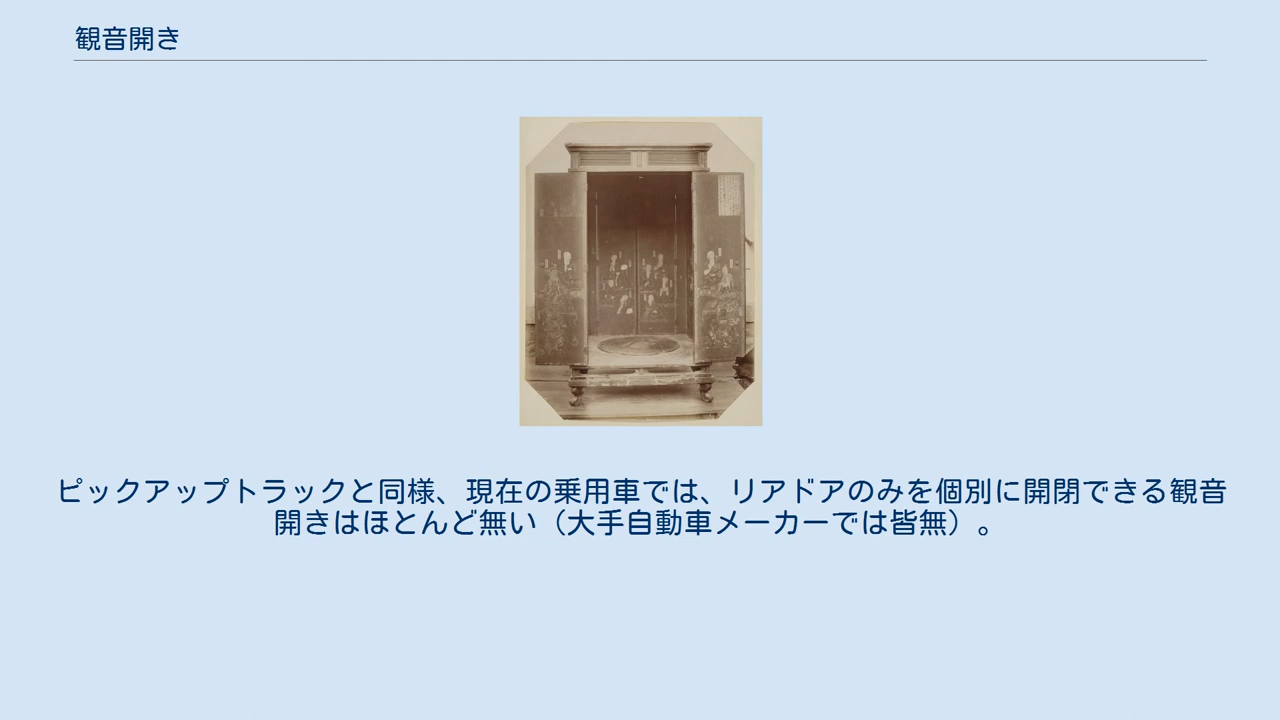 観音開き
ピックアップトラックと同様、現在の乗用車では、リアドアのみを個別に開閉できる観音
開きはほとんど無い（大手自動車メーカーでは皆無）。